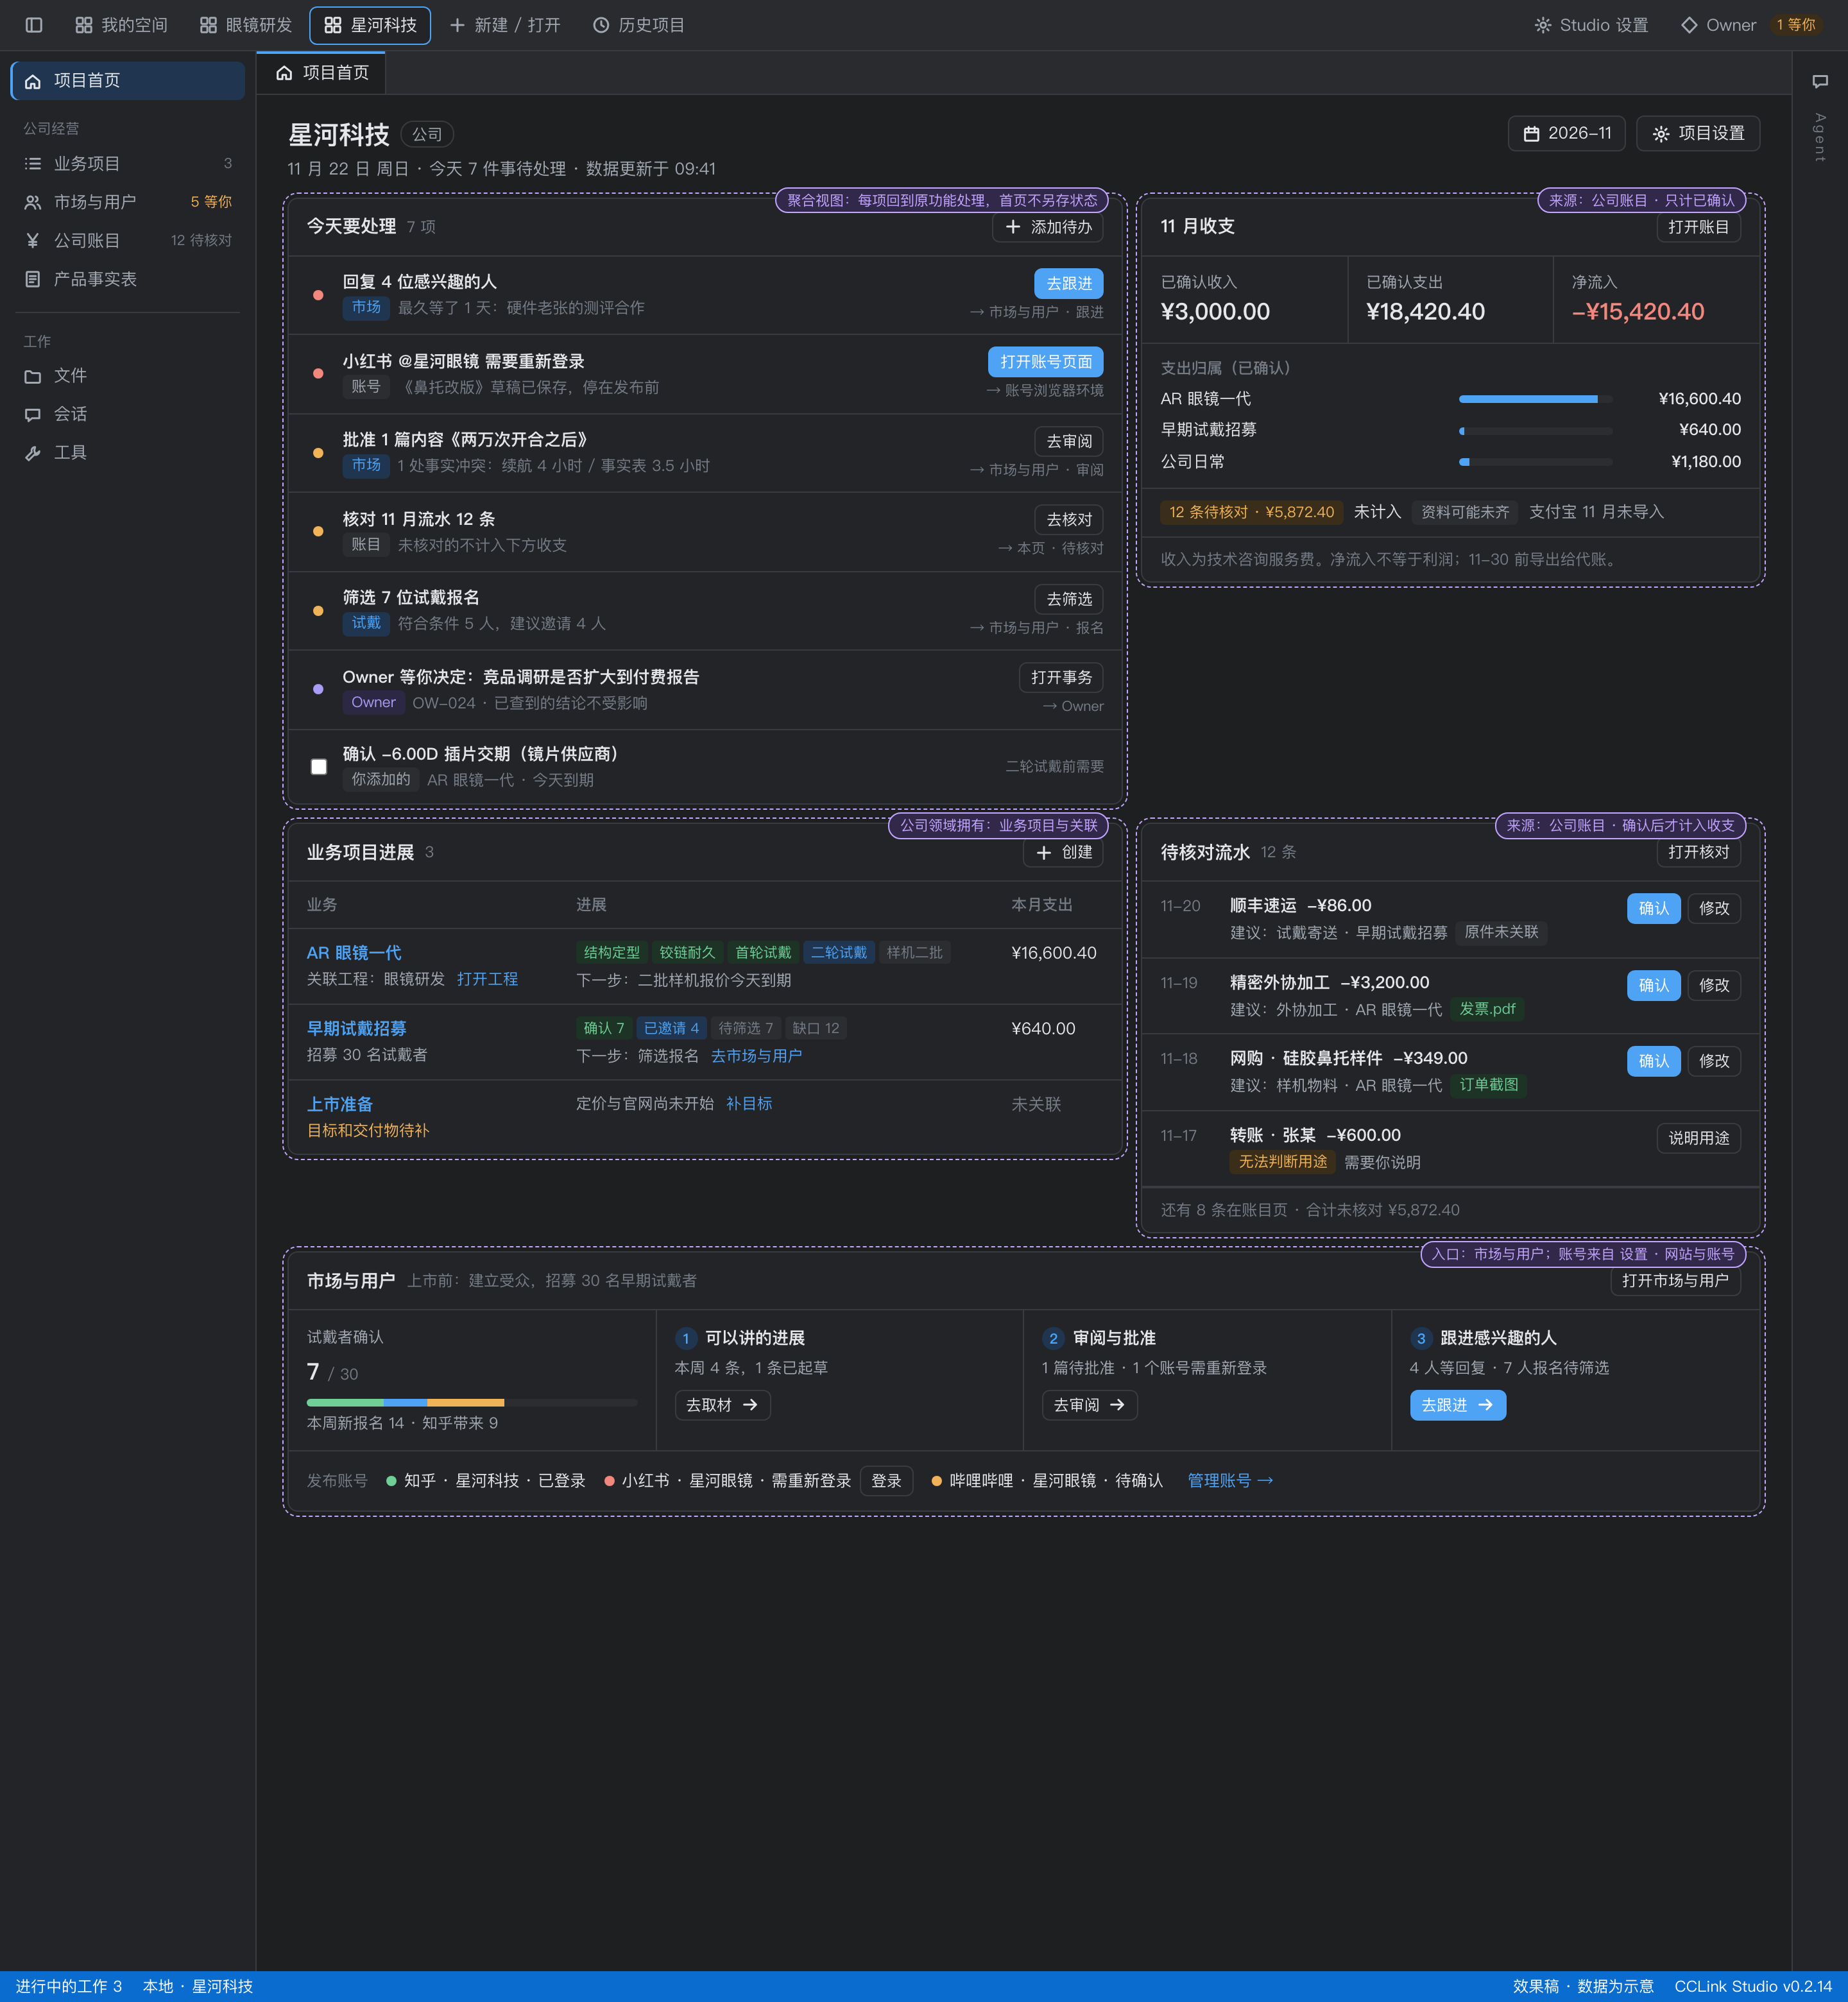 我的空间
眼镜研发
星河科技
新建 / 打开
历史项目
Studio 设置
Owner
1 等你
项目首页
公司经营
业务项目 3
市场与用户 5 等你
公司账目 12 待核对
产品事实表
工作
文件
会话
工具
项目首页
Agent
星河科技 公司
2026-11
项目设置
11 月 22 日 周日 · 今天 7 件事待处理 · 数据更新于 09:41
聚合视图：每项回到原功能处理，首页不另存状态
今天要处理 7 项
添加待办
回复 4 位感兴趣的人
去跟进
市场 最久等了 1 天：硬件老张的测评合作
→ 市场与用户 · 跟进
小红书 @星河眼镜 需要重新登录
打开账号页面
账号 《鼻托改版》草稿已保存，停在发布前
→ 账号浏览器环境
批准 1 篇内容《两万次开合之后》
去审阅
市场 1 处事实冲突：续航 4 小时 / 事实表 3.5 小时
→ 市场与用户 · 审阅
核对 11 月流水 12 条
去核对
账目 未核对的不计入下方收支
→ 本页 · 待核对
筛选 7 位试戴报名
去筛选
试戴 符合条件 5 人，建议邀请 4 人
→ 市场与用户 · 报名
Owner 等你决定：竞品调研是否扩大到付费报告
打开事务
Owner OW-024 · 已查到的结论不受影响
→ Owner
确认 -6.00D 插片交期（镜片供应商）
你添加的 AR 眼镜一代 · 今天到期
二轮试戴前需要
来源：公司账目 · 只计已确认
11 月收支
打开账目
已确认收入
¥3,000.00
已确认支出
¥18,420.40
净流入
-¥15,420.40
支出归属（已确认）
AR 眼镜一代 ¥16,600.40
早期试戴招募 ¥640.00
公司日常 ¥1,180.00
12 条待核对 · ¥5,872.40 未计入 资料可能未齐 支付宝 11 月未导入
收入为技术咨询服务费。净流入不等于利润；11-30 前导出给代账。
公司领域拥有：业务项目与关联
业务项目进展 3
创建
业务 进展 本月支出
AR 眼镜一代
结构定型 铰链耐久 首轮试戴 二轮试戴 样机二批
¥16,600.40
关联工程：眼镜研发 打开工程
下一步：二批样机报价今天到期
早期试戴招募
确认 7 已邀请 4 待筛选 7 缺口 12
¥640.00
招募 30 名试戴者
下一步：筛选报名 去市场与用户
上市准备
定价与官网尚未开始 补目标
未关联
目标和交付物待补
来源：公司账目 · 确认后才计入收支
待核对流水 12 条
打开核对
11-20 顺丰速运 -¥86.00
确认 修改
建议：试戴寄送 · 早期试戴招募 原件未关联
11-19 精密外协加工 -¥3,200.00
确认 修改
建议：外协加工 · AR 眼镜一代 发票.pdf
11-18 网购 · 硅胶鼻托样件 -¥349.00
确认 修改
建议：样机物料 · AR 眼镜一代 订单截图
11-17 转账 · 张某 -¥600.00
说明用途
无法判断用途 需要你说明
还有 8 条在账目页 · 合计未核对 ¥5,872.40
入口：市场与用户；账号来自 设置 · 网站与账号
市场与用户 上市前：建立受众，招募 30 名早期试戴者
打开市场与用户
试戴者确认
7 / 30
本周新报名 14 · 知乎带来 9
1 可以讲的进展
本周 4 条，1 条已起草
去取材 →
2 审阅与批准
1 篇待批准 · 1 个账号需重新登录
去审阅 →
3 跟进感兴趣的人
4 人等回复 · 7 人报名待筛选
去跟进 →
发布账号 知乎 · 星河科技 · 已登录 小红书 · 星河眼镜 · 需重新登录 登录 哔哩哔哩 · 星河眼镜 · 待确认 管理账号 →
进行中的工作 3 本地 · 星河科技
效果稿 · 数据为示意 CCLink Studio v0.2.14